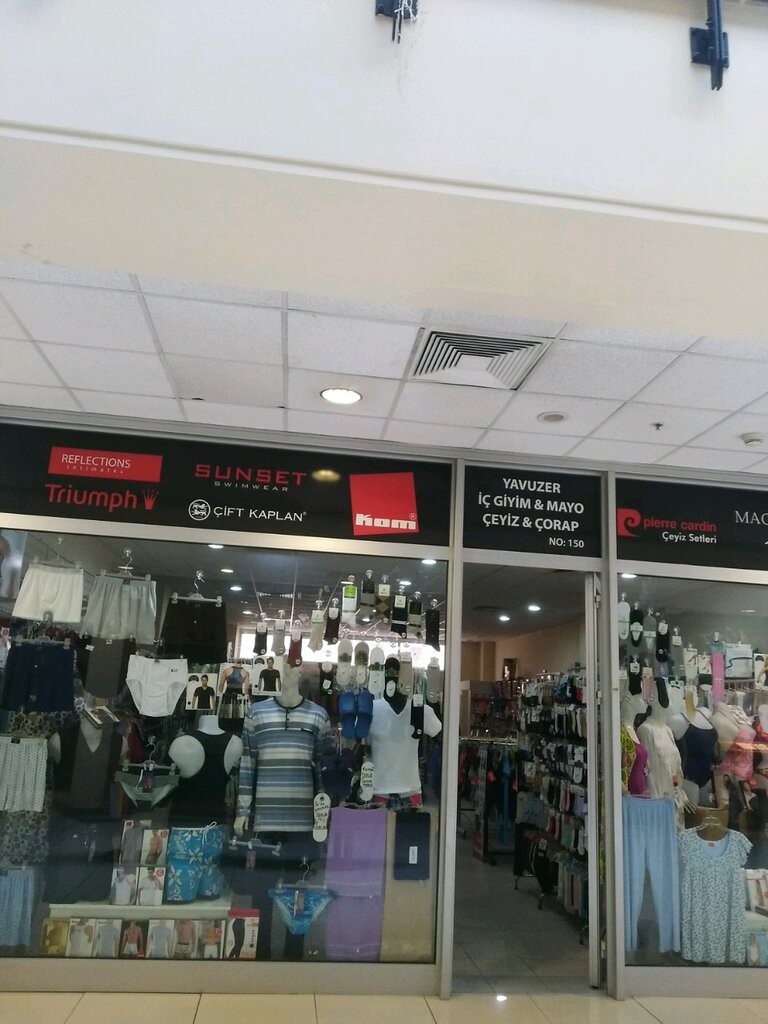 REFLECTIONS
intimates
Triumph
SUNSET
SWIMWEAR
ÇİFT KAPLAN®
Kom®
YAVUZER
İÇ GİYİM & MAYO
ÇEYİZ & ÇORAP
NO: 150
pierre cardin
Çeyiz Setleri